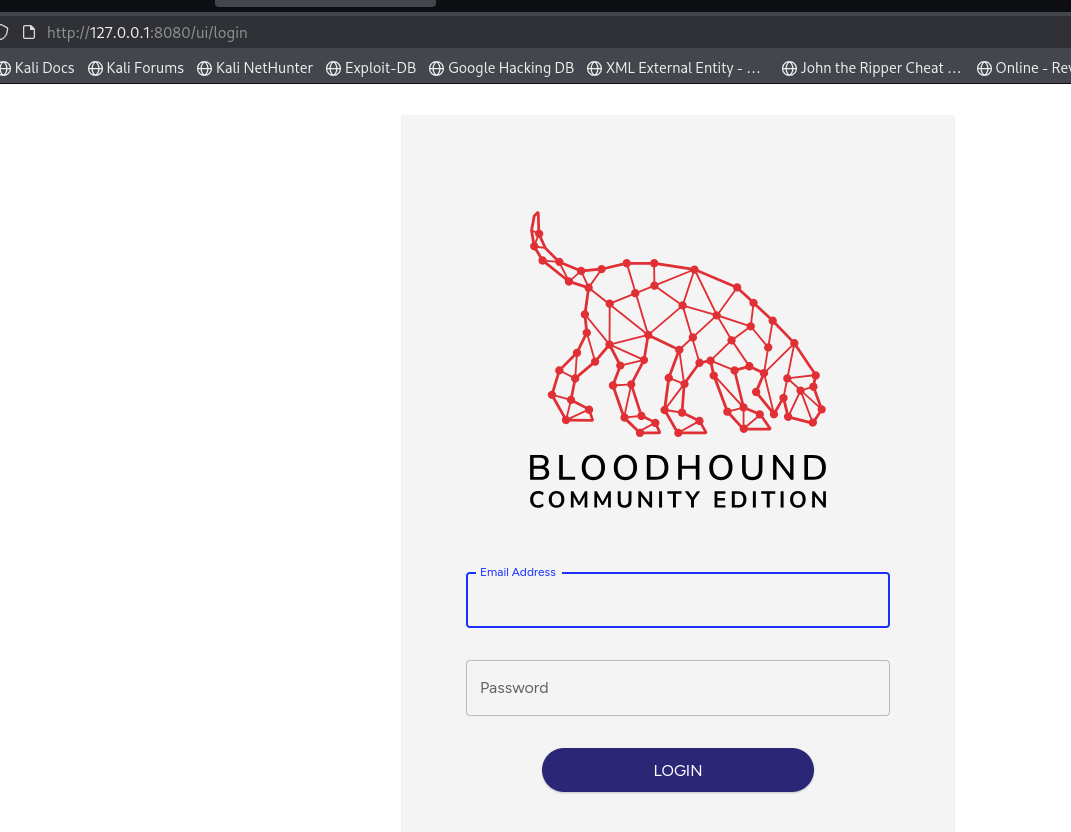 http://127.0.0.1:8080/ui/login
Kali Docs Kali Forums Kali NetHunter Exploit-DB Google Hacking DB XML External Entity - ... John the Ripper Cheat ... Online - Rev
BLOODHOUND
COMMUNITY EDITION
Email Address
Password
LOGIN